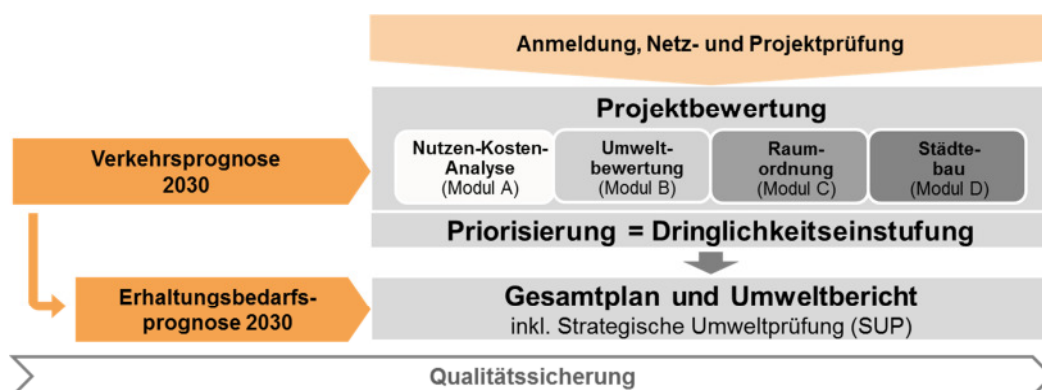 Anmeldung, Netz- und Projektprüfung
Projektbewertung
Nutzen-Kosten-
Analyse
(Modul A)
Umwelt-
bewertung
(Modul B)
Raum-
ordnung
(Modul C)
Städte-
bau
(Modul D)
Verkehrsprognose
2030
Priorisierung = Dringlichkeitseinstufung
Erhaltungsbedarfs-
prognose 2030
Gesamtplan und Umweltbericht
inkl. Strategische Umweltprüfung (SUP)
Qualitätssicherung